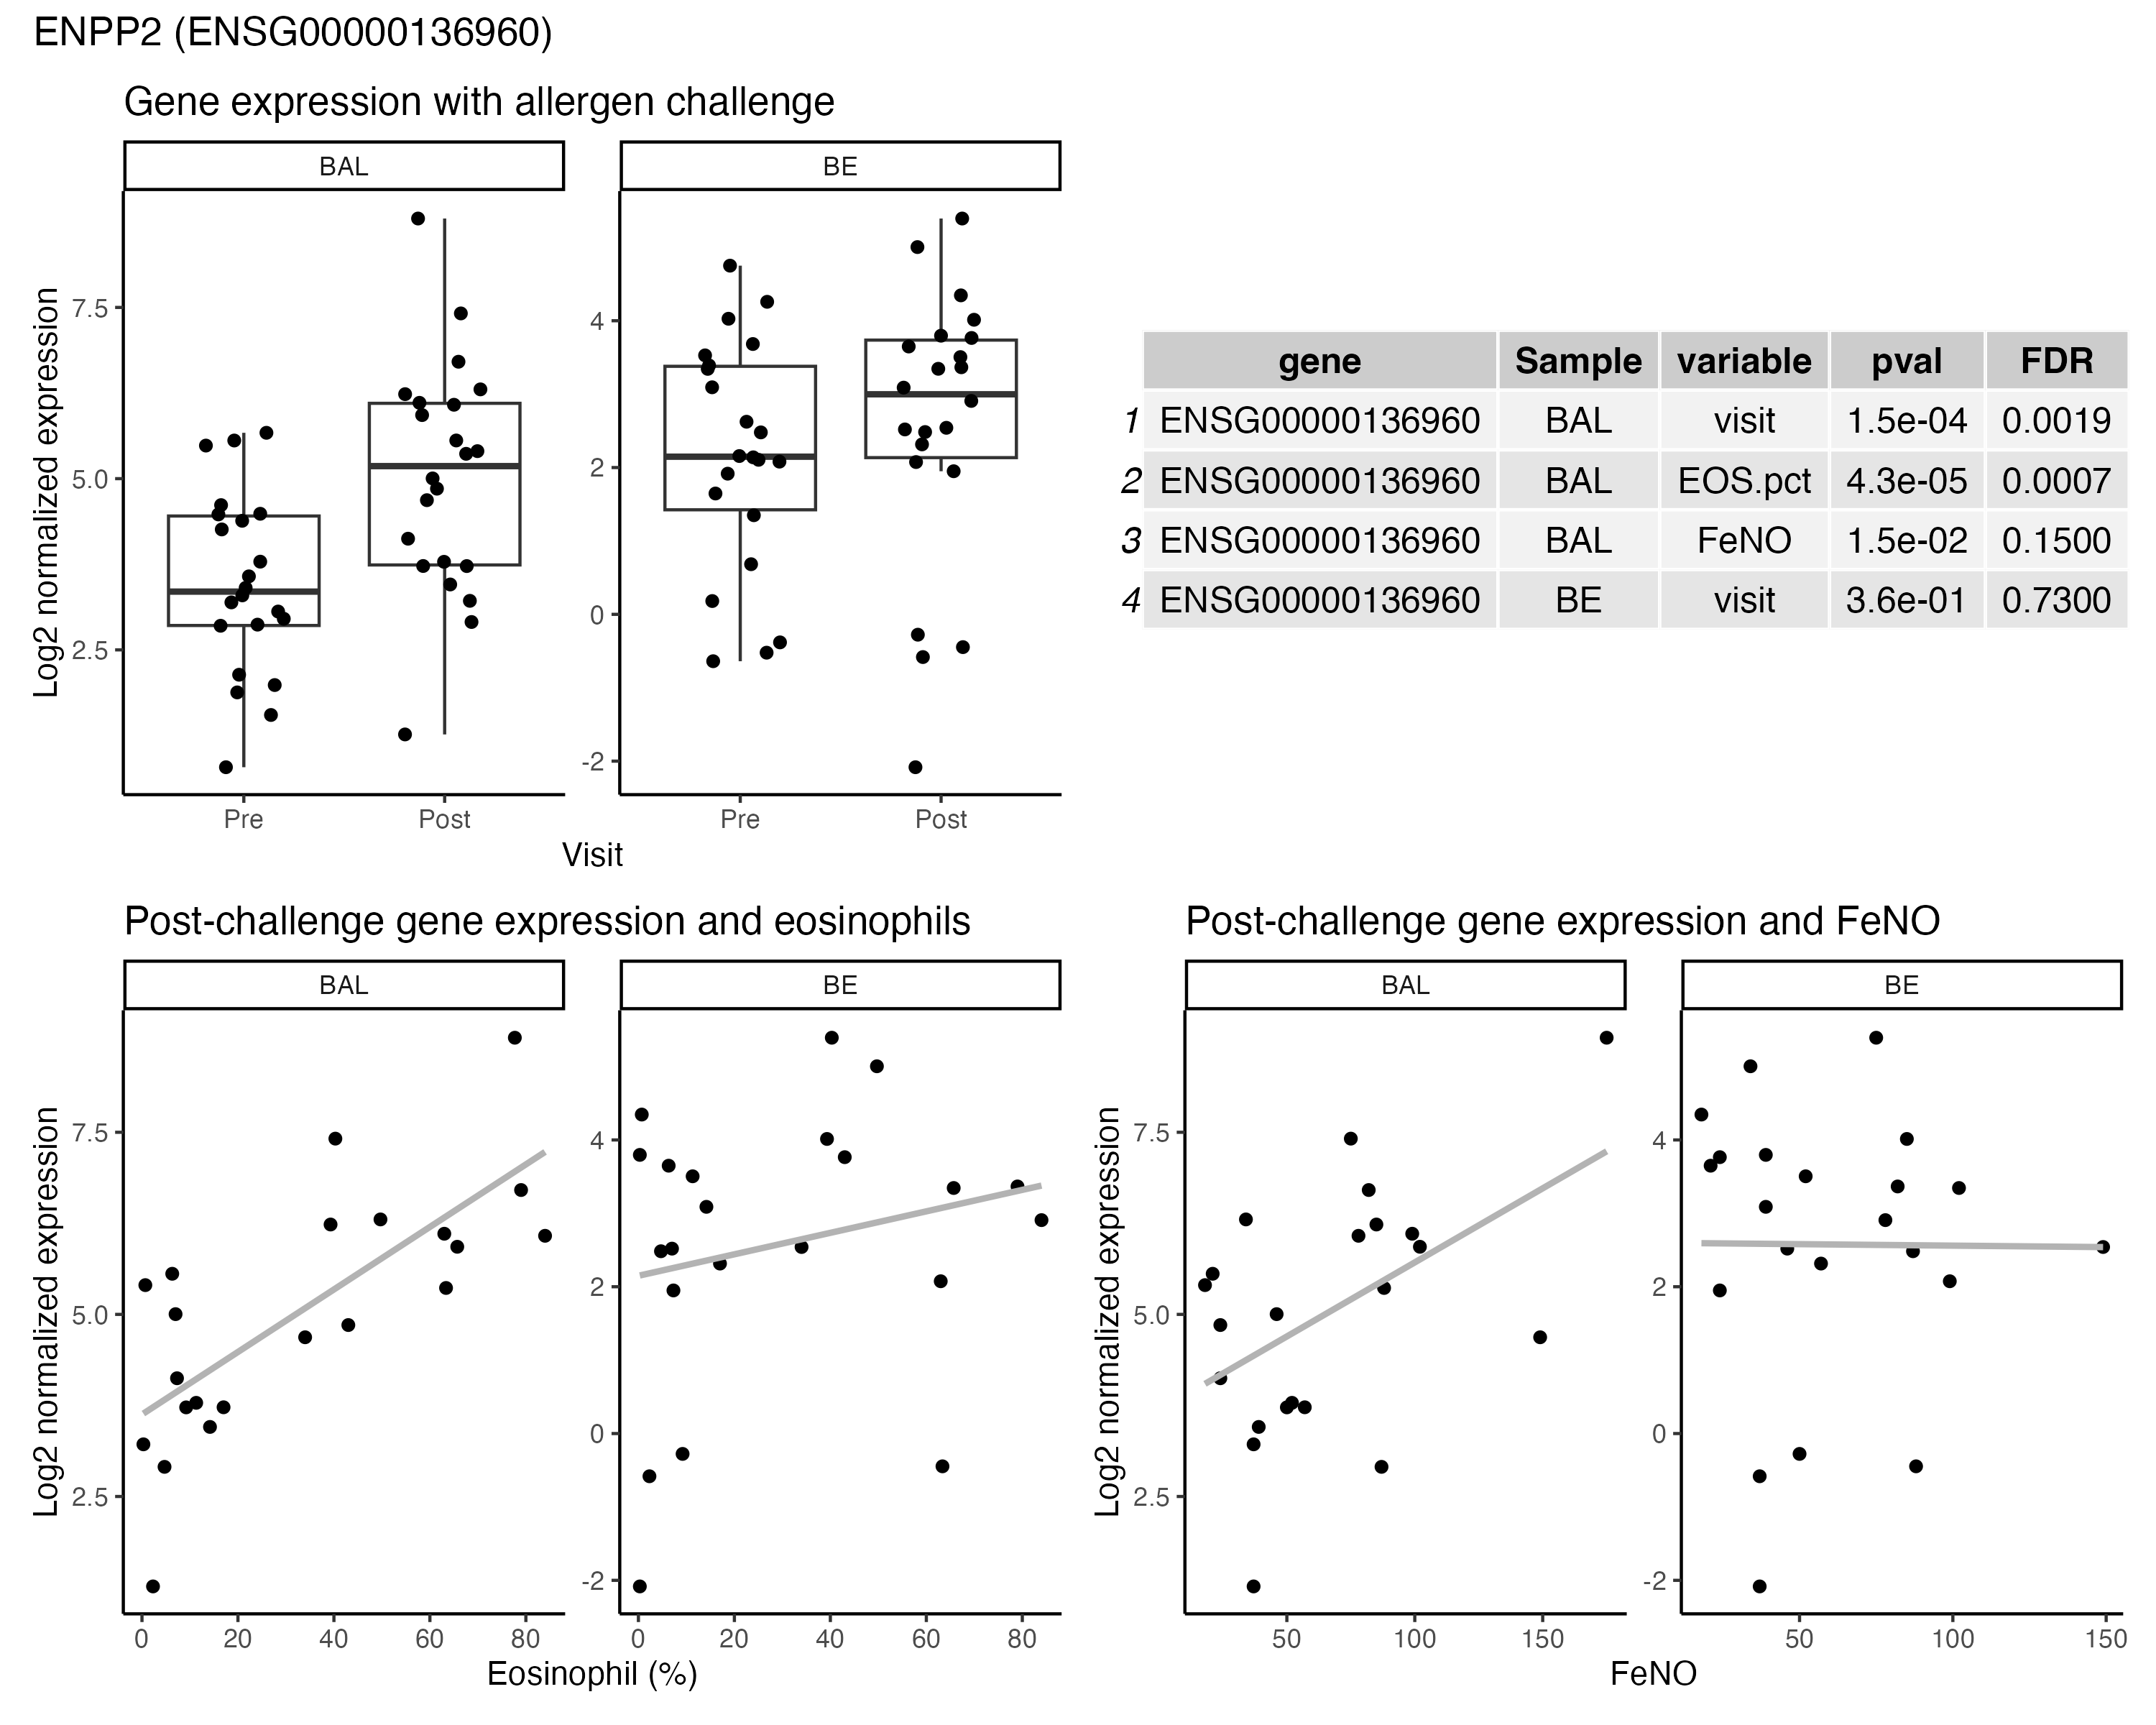 ENPP2 (ENSG00000136960)
Gene expression with allergen challenge
BAL
BE
Log2 normalized expression
7.5
5.0
2.5
4
2
0
-2
Pre
Post
Pre
Post
Visit
gene Sample variable pval FDR
1 ENSG00000136960 BAL visit 1.5e-04 0.0019
2 ENSG00000136960 BAL EOS.pct 4.3e-05 0.0007
3 ENSG00000136960 BAL FeNO 1.5e-02 0.1500
4 ENSG00000136960 BE visit 3.6e-01 0.7300
Post-challenge gene expression and eosinophils
BAL
BE
Log2 normalized expression
7.5
5.0
2.5
4
2
0
-2
0 20 40 60 80
0 20 40 60 80
Eosinophil (%)
Post-challenge gene expression and FeNO
BAL
BE
Log2 normalized expression
7.5
5.0
2.5
4
2
0
-2
50 100 150
50 100 150
FeNO